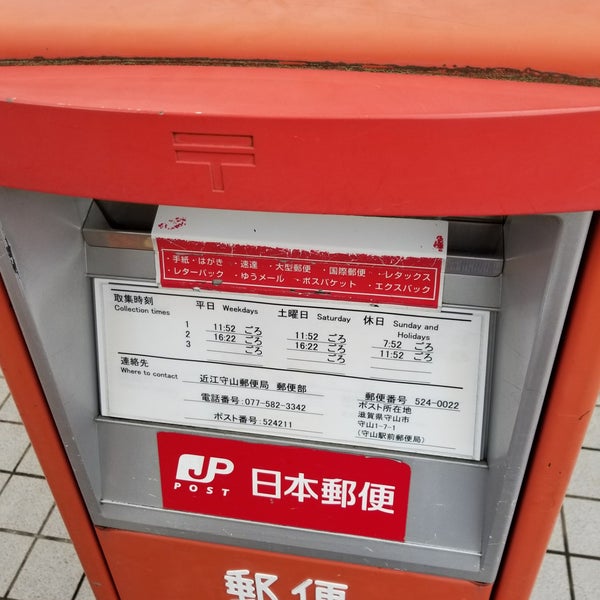 〒
・手紙・はがき ・速達 ・大型郵便 ・国際郵便 ・レタックス
・レターパック ・ゆうメール ・ポスパケット ・エクスパック
取集時刻 平日 Weekdays 土曜日 Saturday 休日 Sunday and Holidays
Collection times
1 11:52 ごろ 11:52 ごろ 7:52 ごろ
2 16:22 ごろ 16:22 ごろ 11:52 ごろ
3 ごろ ごろ ごろ
連絡先
Where to contact
近江守山郵便局 郵便部
電話番号:077-582-3342
ポスト番号:524211
郵便番号 524-0022
ポスト所在地
滋賀県守山市
守山1-7-1
(守山駅前郵便局)
JP POST 日本郵便
郵便